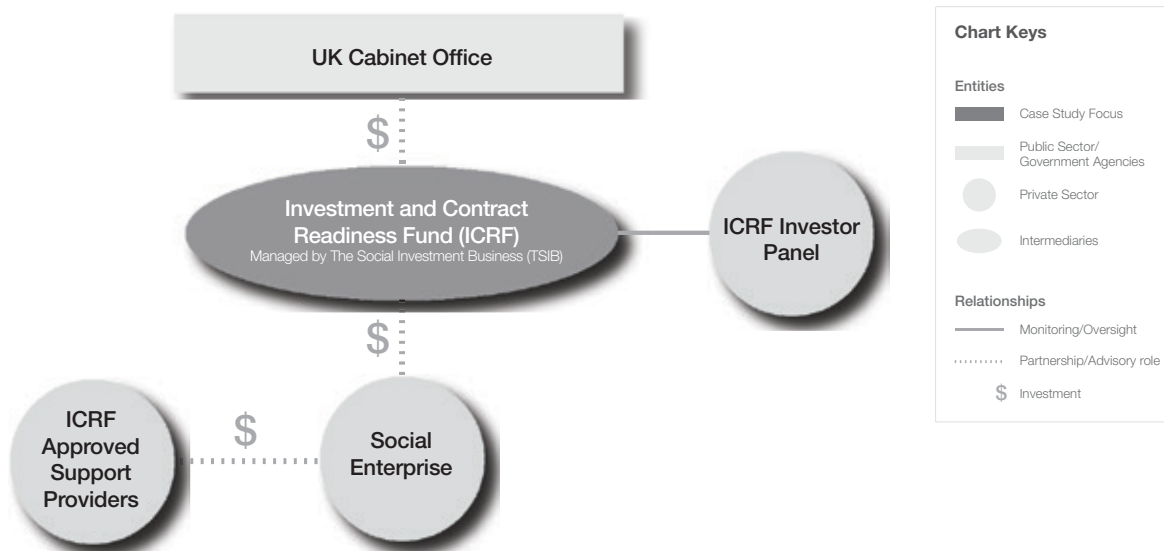 UK Cabinet Office
$
Investment and Contract
Readiness Fund (ICRF)
Managed by The Social Investment Business (TSIB)
ICRF Investor
Panel
$
ICRF
Approved
Support
Providers
$
Social
Enterprise
Chart Keys
Entities
Case Study Focus
Public Sector/
Government Agencies
Private Sector
Intermediaries
Relationships
Monitoring/Oversight
Partnership/Advisory role
$ Investment